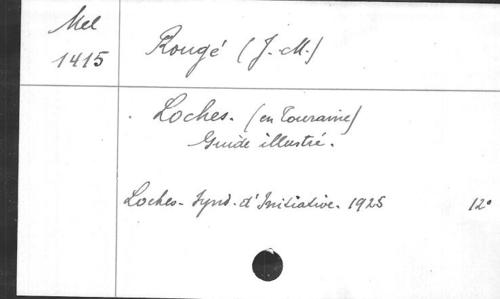 Mel
1415
Rougé (J.-M.)
Loches. (en Touraine)
Guide illustré.
Loches - Synd. d'Initiative. 1925 12°